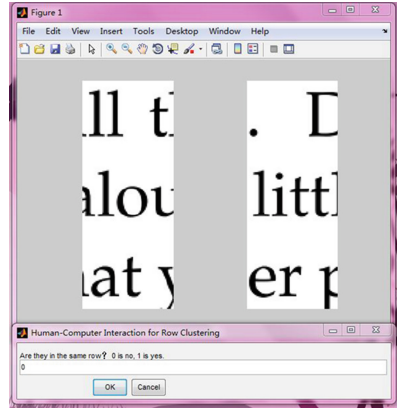 Figure 1
File Edit View Insert Tools Desktop Window Help
ll tl . D
alou littl
at y er p
Human-Computer Interaction for Row Clustering
Are they in the same row? 0 is no, 1 is yes.
0
OK Cancel